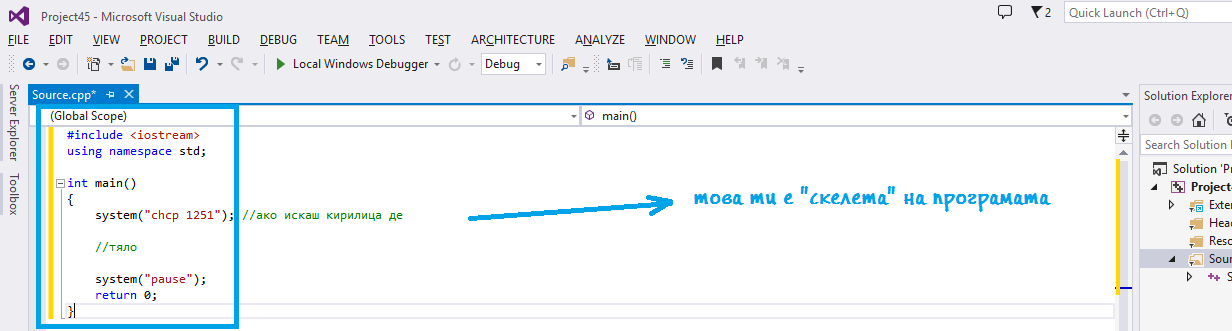 Project45 - Microsoft Visual Studio
2
Quick Launch (Ctrl+Q)
FILE EDIT VIEW PROJECT BUILD DEBUG TEAM TOOLS TEST ARCHITECTURE ANALYZE WINDOW HELP
Local Windows Debugger
Debug
Server Explorer
Toolbox
Source.cpp*
(Global Scope)
main()
#include <iostream>
using namespace std;
int main()
{
system("chcp 1251"); //ако искаш кирилица де
//тяло
system("pause");
return 0;
}
това ти е "скелета" на програмата
Solution Explorer
Search Solution
Solution 'Pr
Project
Exter
Head
Reso
Sour
S